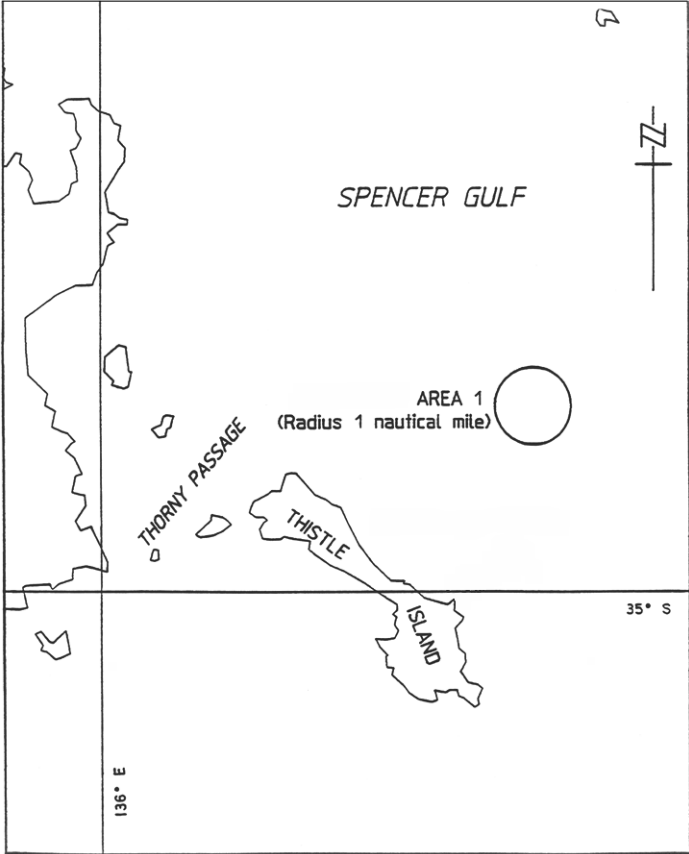 SPENCER GULF
N
AREA 1
(Radius 1 nautical mile)
THORNY PASSAGE
THISTLE
ISLAND
35° S
136° E